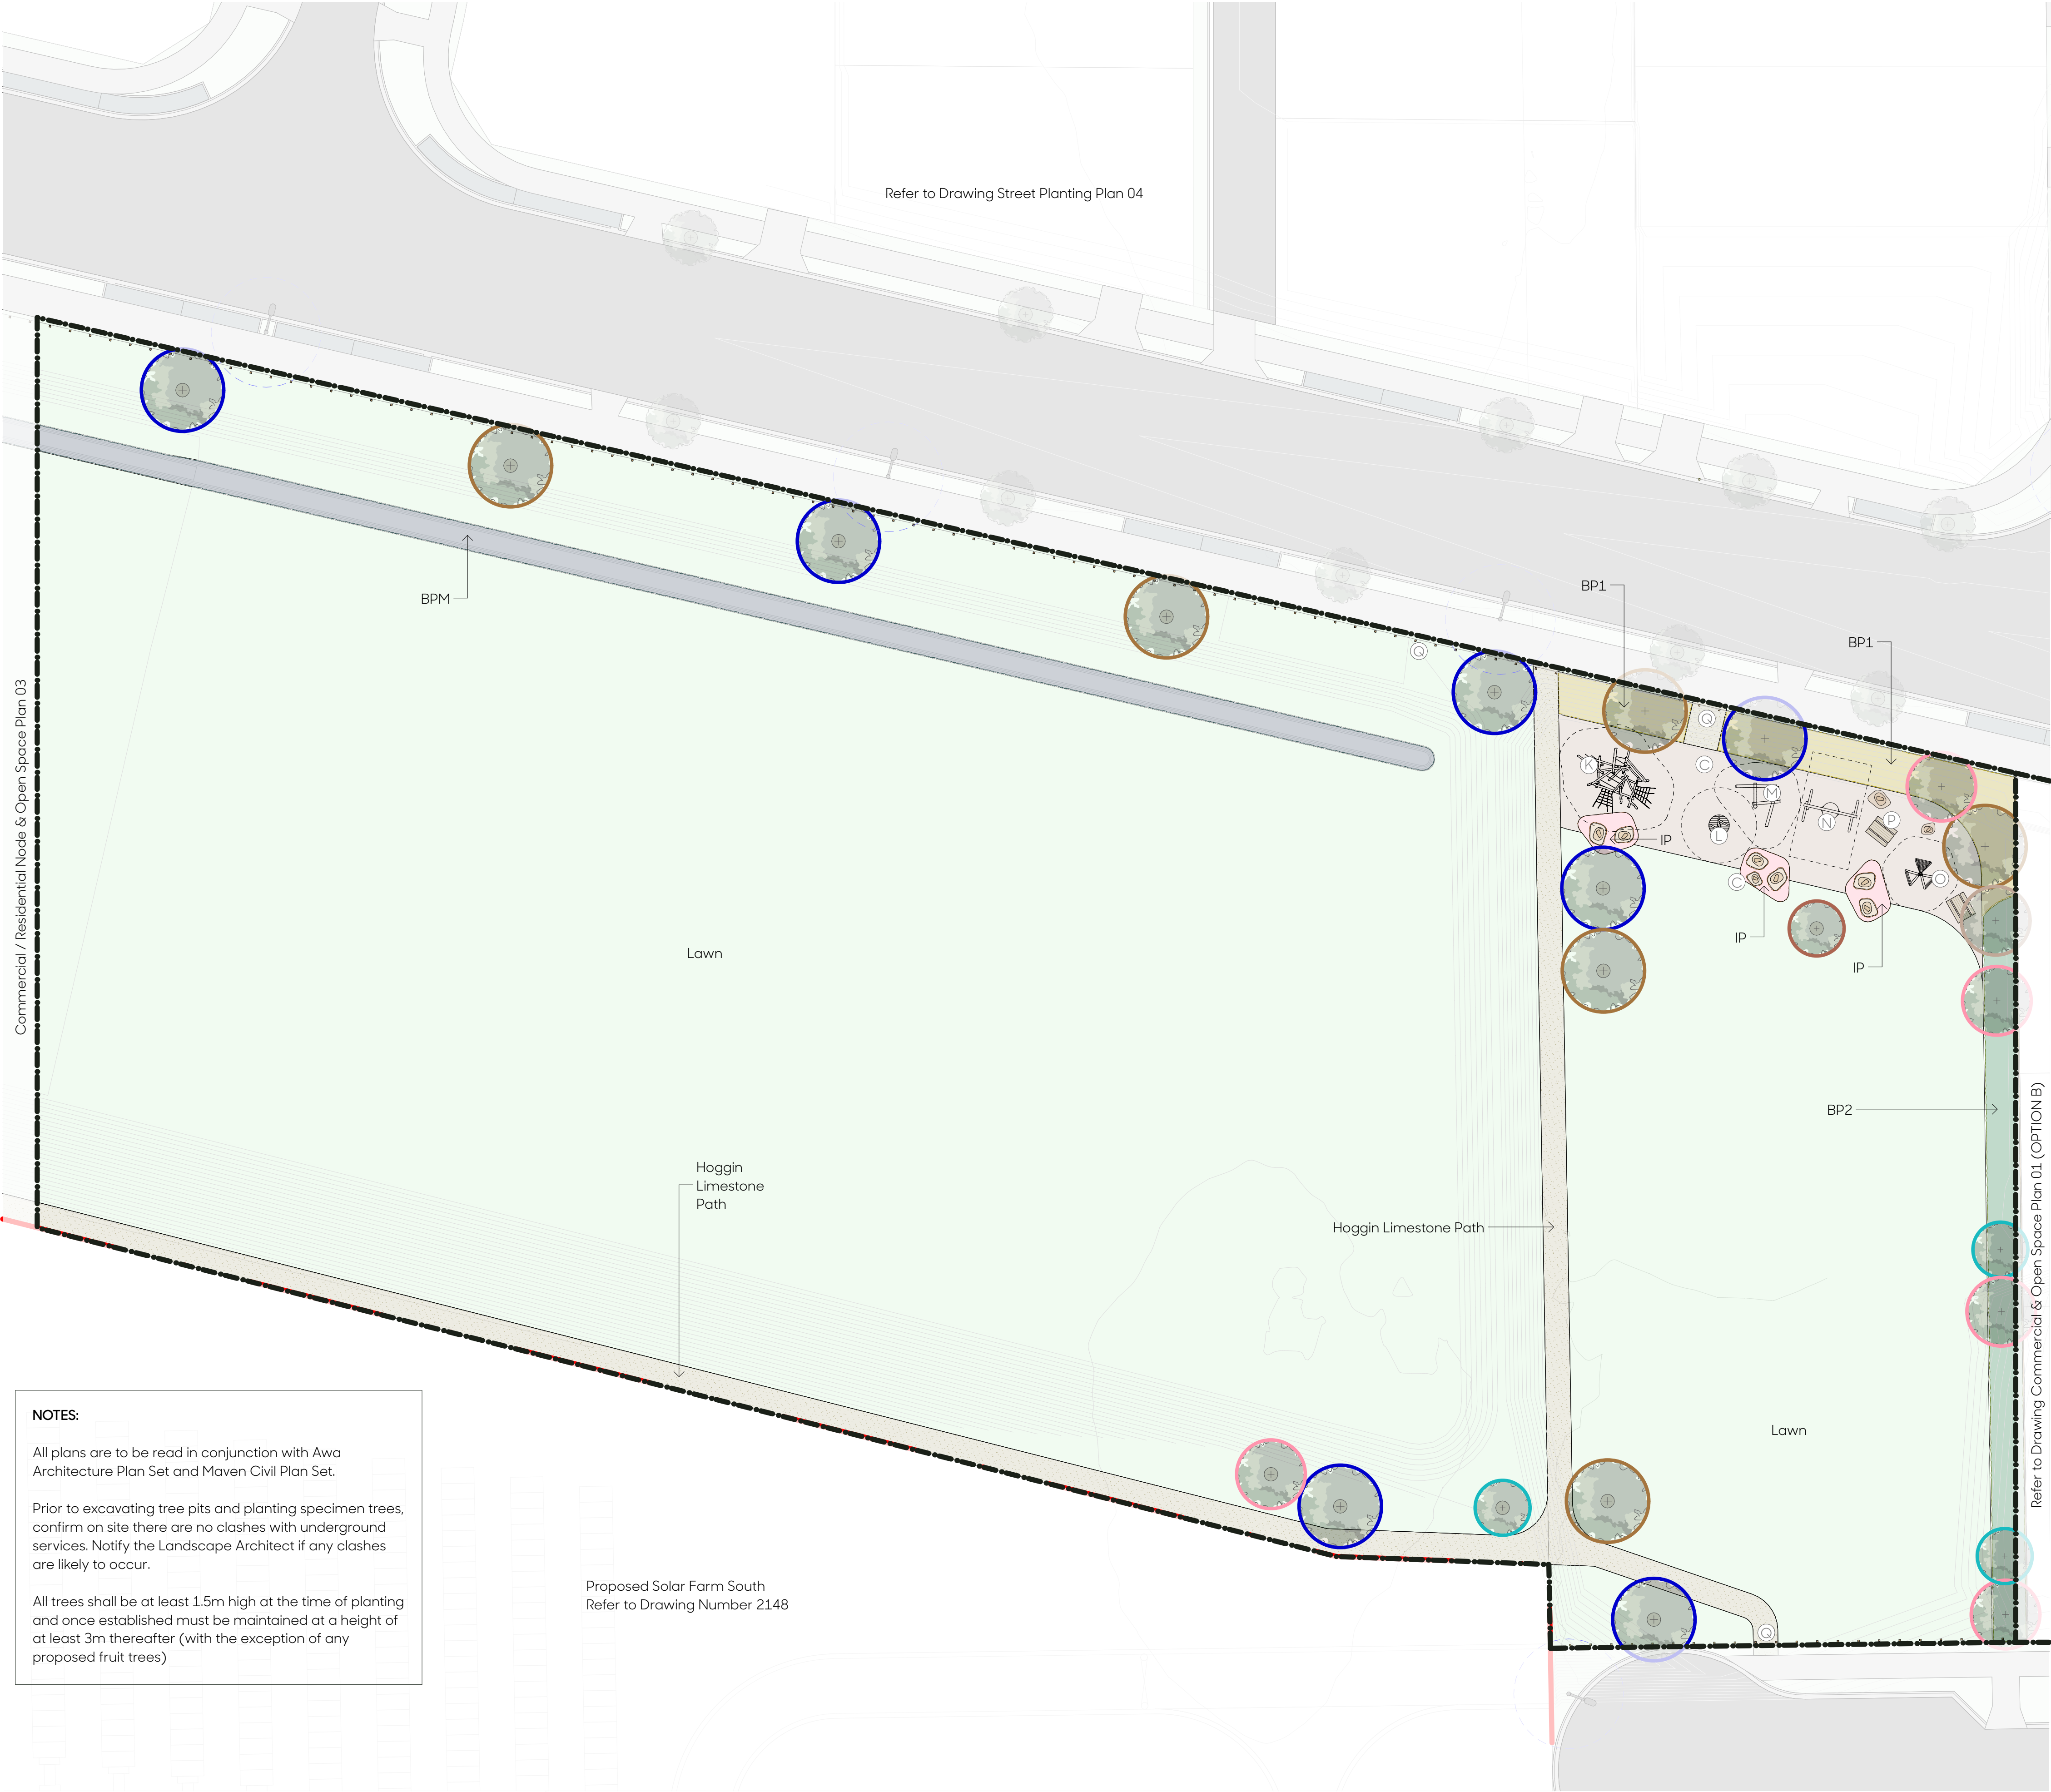 Refer to Drawing Street Planting Plan 04
BP1
BPM
BP1
Q
Commercial / Residential Node & Open Space Plan 03
Q
K
C
M
L
N
P
IP
C
O
IP
IP
Lawn
BP2
Refer to Drawing Commercial & Open Space Plan 01 (OPTION B)
Hoggin
Limestone
Path
Hoggin Limestone Path
Lawn
NOTES:
All plans are to be read in conjunction with Awa
Architecture Plan Set and Maven Civil Plan Set.
Prior to excavating tree pits and planting specimen trees,
confirm on site there are no clashes with underground
services. Notify the Landscape Architect if any clashes
are likely to occur.
All trees shall be at least 1.5m high at the time of planting
and once established must be maintained at a height of
at least 3m thereafter (with the exception of any
proposed fruit trees)
Proposed Solar Farm South
Refer to Drawing Number 2148
Q